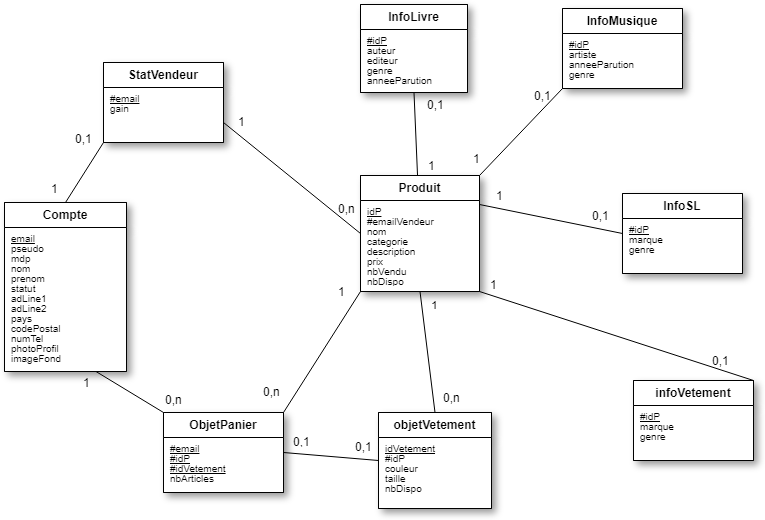 InfoLivre
#idP
auteur
editeur
genre
anneeParution
0,1
InfoMusique
#idP
artiste
anneeParution
genre
0,1
StatVendeur
#email
gain
0,1
1
1
Produit
idP
#emailVendeur
nom
categorie
description
prix
nbVendu
nbDispo
1
1
1
0,n
1
1
1
InfoSL
#idP
marque
genre
0,1
Compte
email
pseudo
mdp
nom
prenom
statut
adLine1
adLine2
pays
codePostal
numTel
photoProfil
imageFond
1
1
0,n
ObjetPanier
#email
#idP
#idVetement
nbArticles
0,n
0,1
0,1
objetVetement
idVetement
#idP
couleur
taille
nbDispo
0,n
infoVetement
#idP
marque
genre
0,1